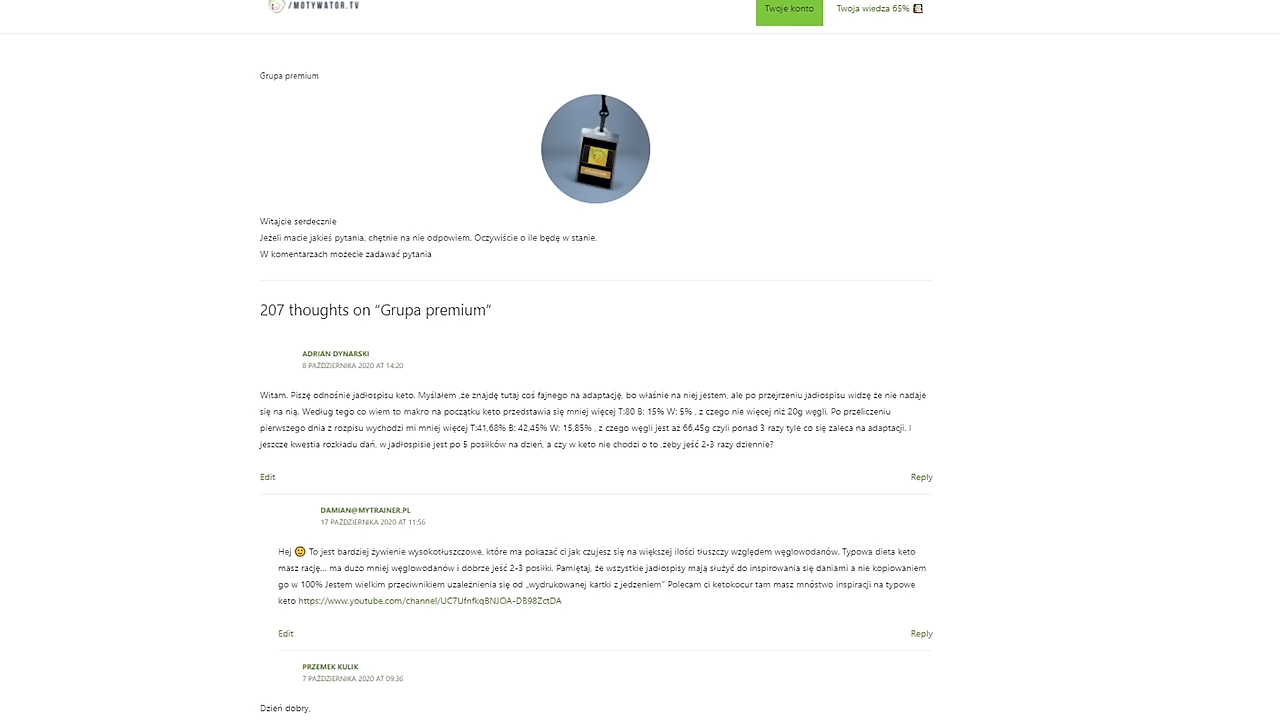 /MOTYWATOR.TV
Twoje konto
Twoja wiedza 65%
Grupa premium
Witajcie serdecznie
Jeżeli macie jakieś pytania, chętnie na nie odpowiem. Oczywiście o ile będę w stanie.
W komentarzach możecie zadawać pytania
207 thoughts on “Grupa premium”
ADRIAN DYNARSKI
8 PAŹDZIERNIKA 2020 AT 14:20
Witam. Piszę odnośnie jadłospisu keto. Myślałem ,że znajdę tutaj coś fajnego na adaptację, bo właśnie na niej jestem, ale po przejrzeniu jadłospisu widzę że nie nadaje
się na nią. Według tego co wiem to makro na początku keto przedstawia się mniej więcej T:80 B: 15% W: 5% , z czego nie więcej niż 20g węgli. Po przeliczeniu
pierwszego dnia z rozpisu wychodzi mi mniej więcej T:41,68% B: 42,45% W: 15,85% , z czego węgli jest aż 66,45g czyli ponad 3 razy tyle co się zaleca na adaptacji. I
jeszcze kwestia rozkładu dań, w jadłospisie jest po 5 posiłków na dzień, a czy w keto nie chodzi o to ,żeby jeść 2-3 razy dziennie?
Edit
Reply
DAMIAN@MYTRAINER.PL
17 PAŹDZIERNIKA 2020 AT 11:56
Hej 🙂 To jest bardziej żywienie wysokotłuszczowe, które ma pokazać ci jak czujesz się na większej ilości tłuszczy względem węglowodanów. Typowa dieta keto
masz rację… ma dużo mniej węglowodanów i dobrze jeść 2-3 posiłki. Pamiętaj, że wszystkie jadłospisy mają służyć do inspirowania się daniami a nie kopiowaniem
go w 100% Jestem wielkim przeciwnikiem uzależnienia się od „wydrukowanej kartki z jedzeniem” Polecam ci ketokocur tam masz mnóstwo inspiracji na typowe
keto https://www.youtube.com/channel/UC7UfnfkqBNJOA-DB98ZctDA
Edit
Reply
PRZEMEK KULIK
7 PAŹDZIERNIKA 2020 AT 09:36
Dzień dobry,